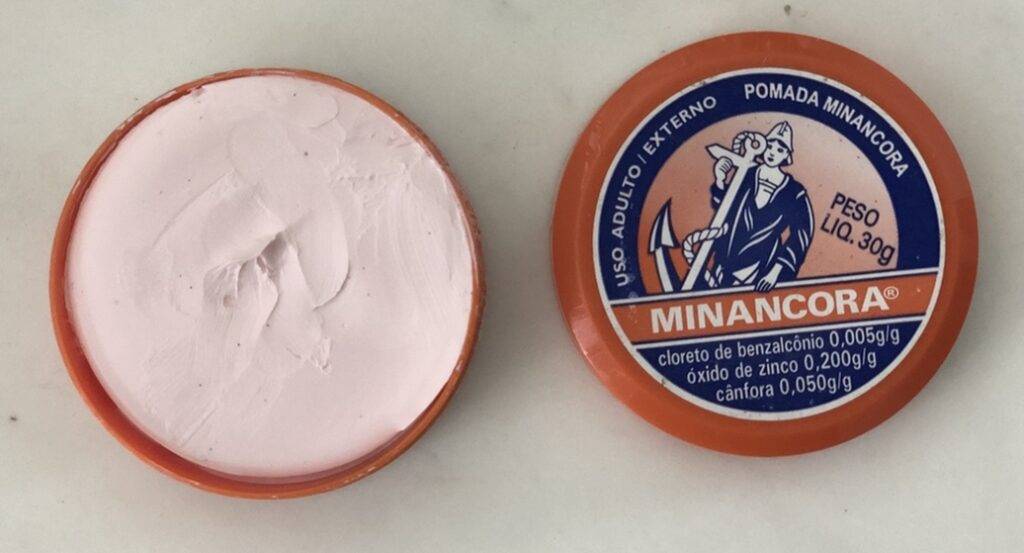 USO ADULTO / EXTERNO
POMADA MINANCORA
PESO
LIQ. 30g
MINANCORA®
cloreto de benzalcônio 0,005g/g
óxido de zinco 0,200g/g
cânfora 0,050g/g